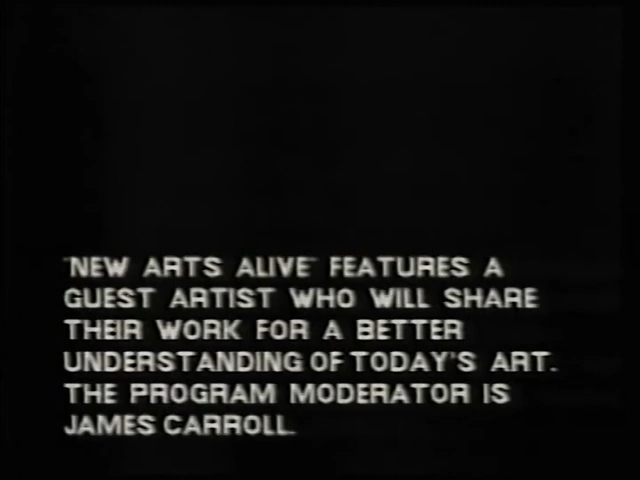 "NEW ARTS ALIVE" FEATURES A
GUEST ARTIST WHO WILL SHARE
THEIR WORK FOR A BETTER
UNDERSTANDING OF TODAY'S ART.
THE PROGRAM MODERATOR IS
JAMES CARROLL.